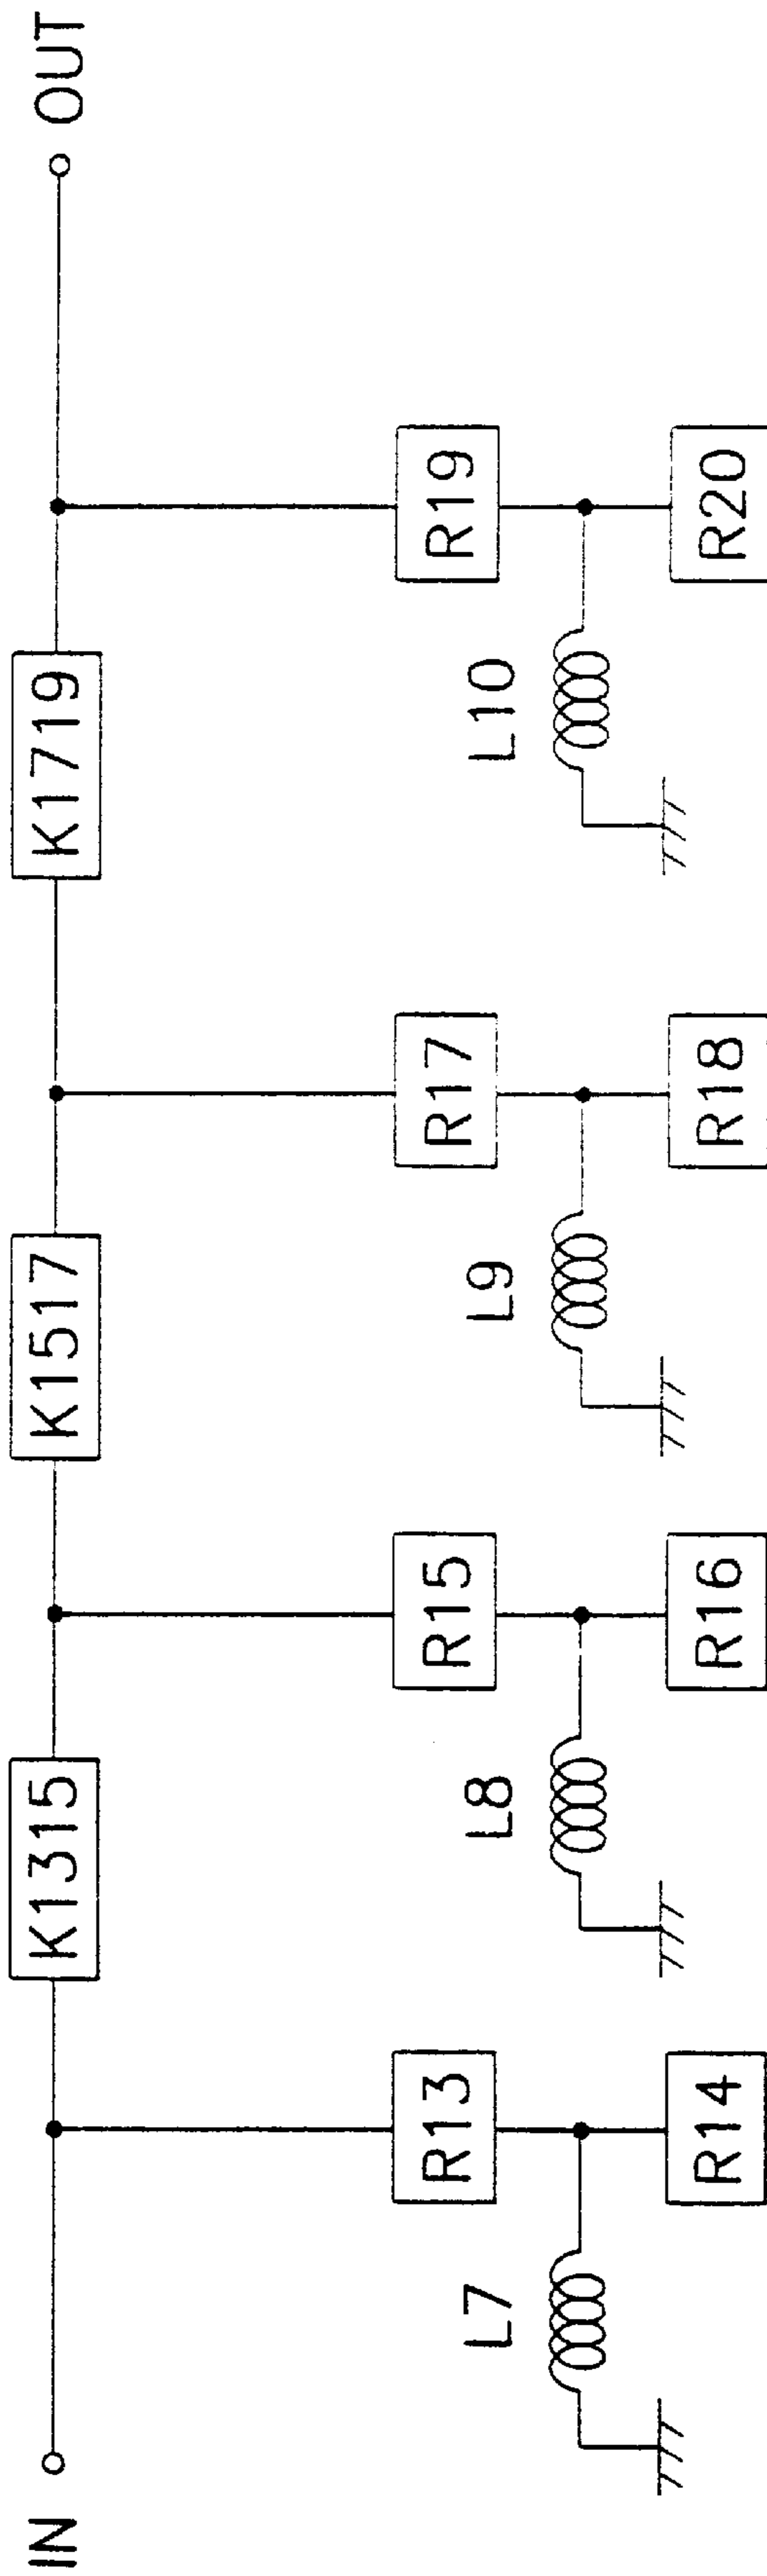 IN
K1315
K1517
K1719
OUT
R13
R15
R17
R19
L7
L8
L9
L10
R14
R16
R18
R20